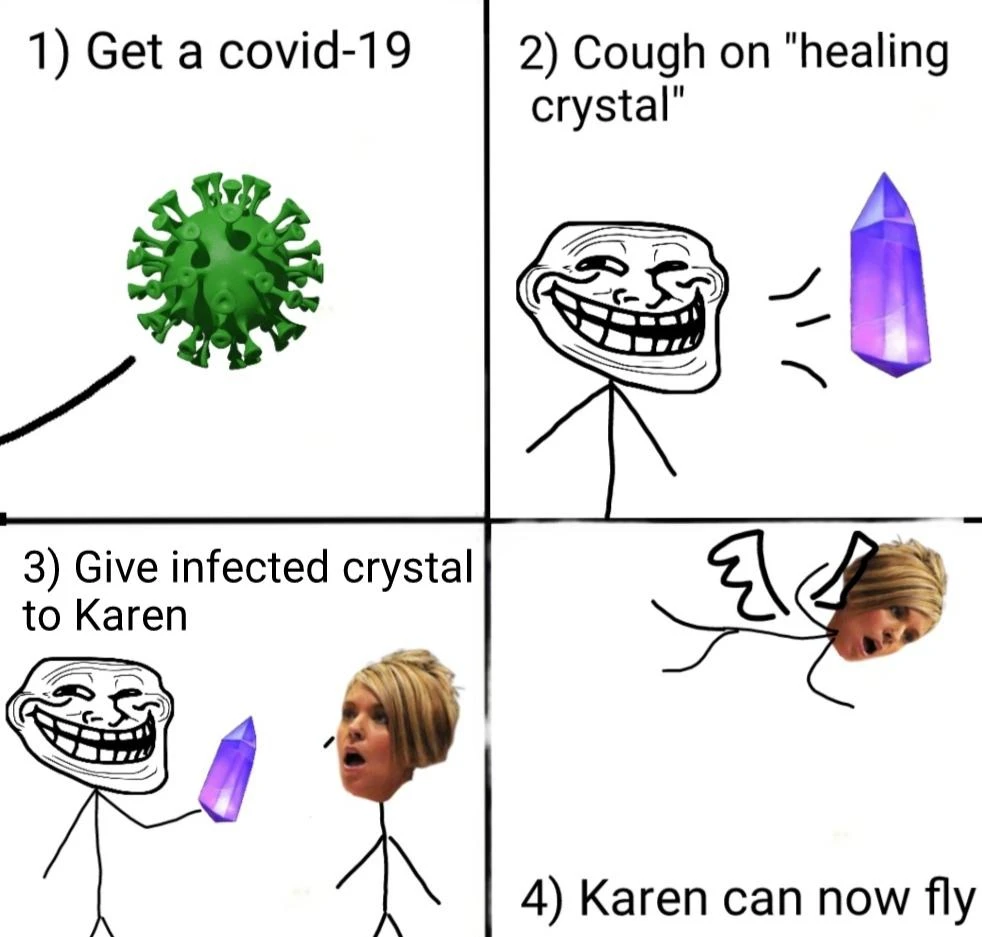 1) Get a covid-19
2) Cough on "healing
crystal"
3) Give infected crystal
to Karen
4) Karen can now fly